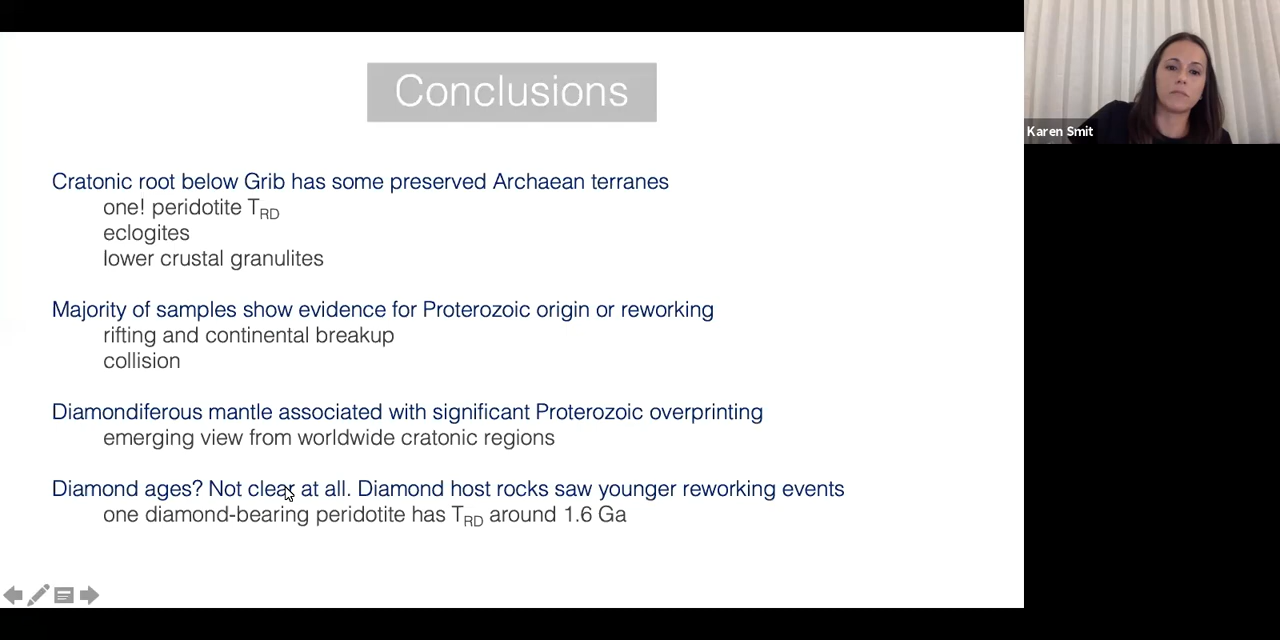 Conclusions
Karen Smit
Cratonic root below Grib has some preserved Archaean terranes
one! peridotite TRD
eclogites
lower crustal granulites
Majority of samples show evidence for Proterozoic origin or reworking
rifting and continental breakup
collision
Diamondiferous mantle associated with significant Proterozoic overprinting
emerging view from worldwide cratonic regions
Diamond ages? Not clear at all. Diamond host rocks saw younger reworking events
one diamond-bearing peridotite has TRD around 1.6 Ga